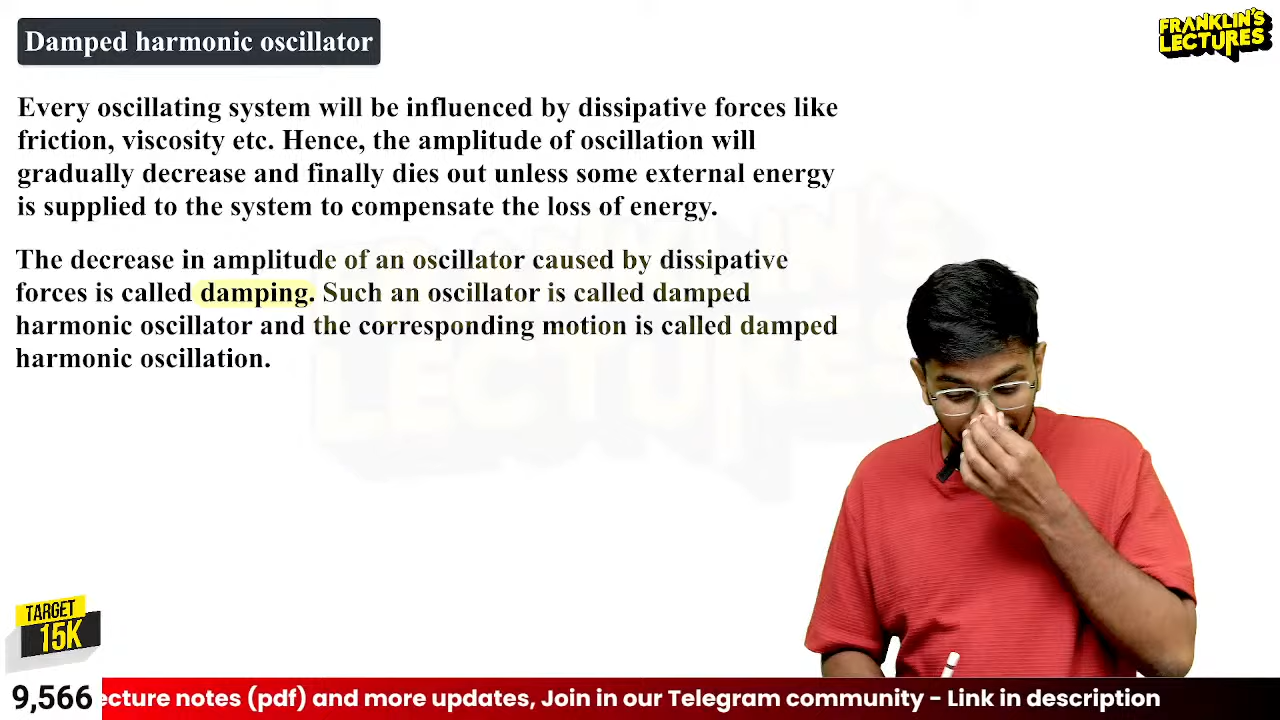 Damped harmonic oscillator
FRANKLIN'S
LECTURES
Every oscillating system will be influenced by dissipative forces like
friction, viscosity etc. Hence, the amplitude of oscillation will
gradually decrease and finally dies out unless some external energy
is supplied to the system to compensate the loss of energy.
The decrease in amplitude of an oscillator caused by dissipative
forces is called damping. Such an oscillator is called damped
harmonic oscillator and the corresponding motion is called damped
harmonic oscillation.
FRANKLIN'S
LECTURES
TARGET
15K
9,566
ecture notes (pdf) and more updates, Join in our Telegram community - Link in description